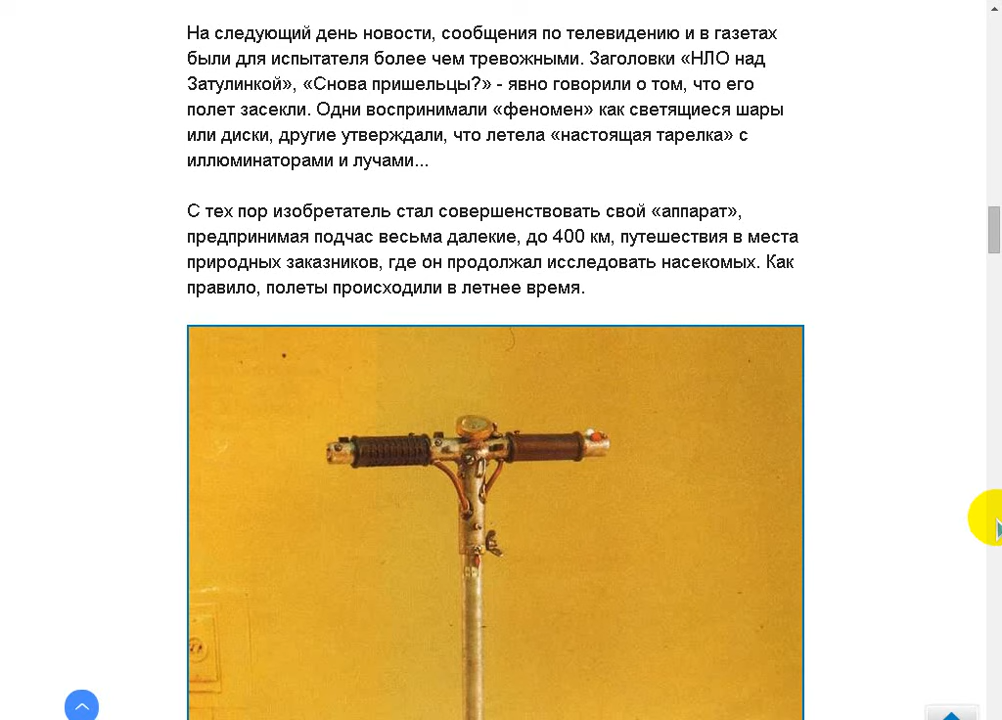 На следующий день новости, сообщения по телевидению и в газетах
были для испытателя более чем тревожными. Заголовки «НЛО над
Затулинкой», «Снова пришельцы?» - явно говорили о том, что его
полет засекли. Одни воспринимали «феномен» как светящиеся шары
или диски, другие утверждали, что летела «настоящая тарелка» с
иллюминаторами и лучами...
С тех пор изобретатель стал совершенствовать свой «аппарат»,
предпринимая подчас весьма далекие, до 400 км, путешествия в места
природных заказников, где он продолжал исследовать насекомых. Как
правило, полеты происходили в летнее время.